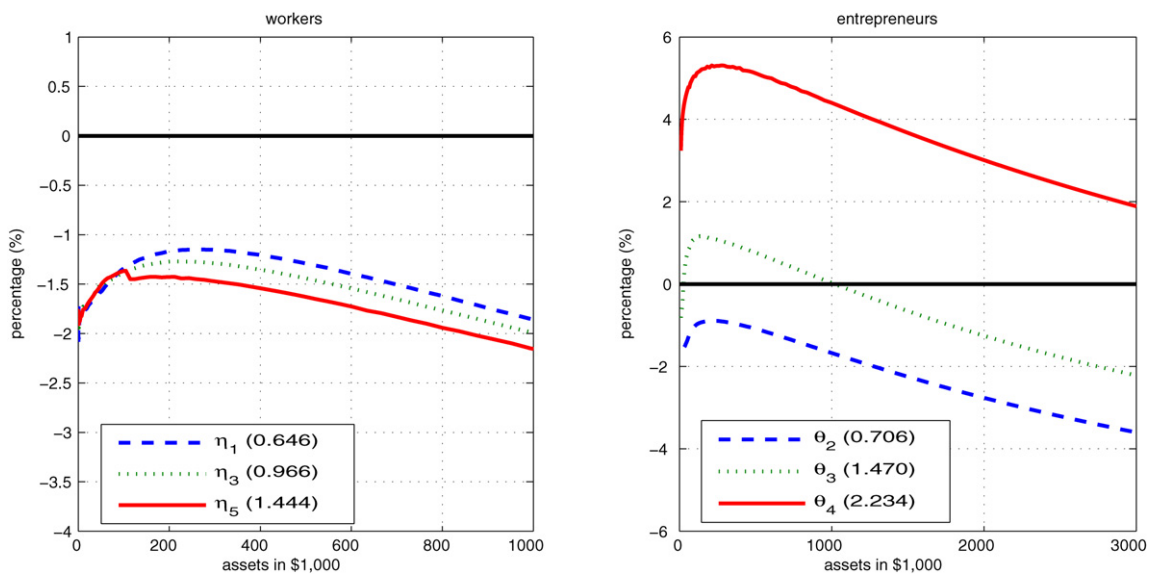 workers
1
0.5
0
−0.5
−1
−1.5
−2
−2.5
−3
−3.5
−4
percentage (%)
η1 (0.646)
η3 (0.966)
η5 (1.444)
0 200 400 600 800 1000
assets in $1,000
entrepreneurs
6
4
2
0
−2
−4
−6
percentage (%)
θ2 (0.706)
θ3 (1.470)
θ4 (2.234)
0 1000 2000 3000
assets in $1,000